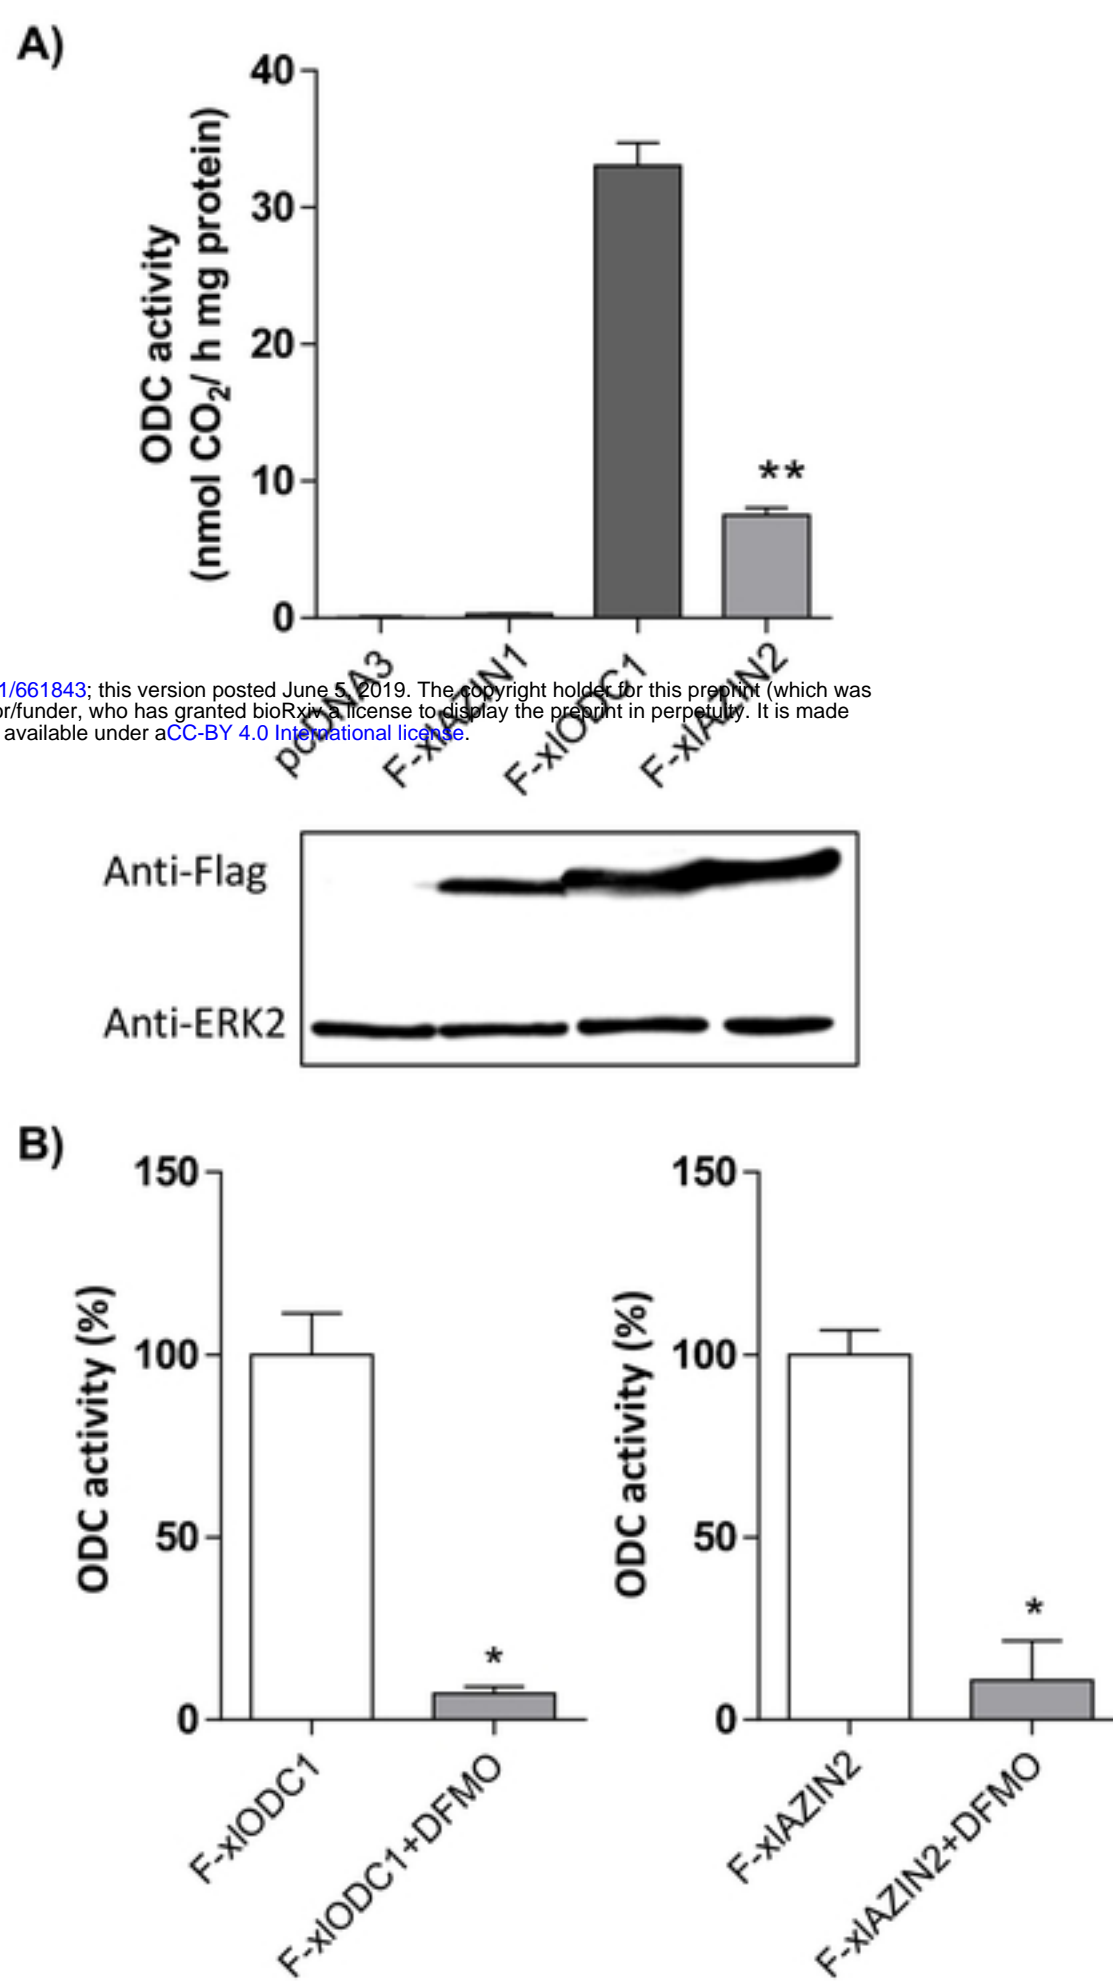 A)
40
30
20
10
0
ODC activity
(nmol CO2/ h mg protein)
**
pcDNA3
F-xlAZIN1
F-xlODC1
F-xlAZIN2
1/661843; this version posted June 5, 2019. The copyright holder for this preprint (which was
or/funder, who has granted bioRxiv a license to display the preprint in perpetuity. It is made
available under aCC-BY 4.0 International license.
Anti-Flag
Anti-ERK2
B)
150
100
50
0
ODC activity (%)
*
F-xlODC1
F-xlODC1+DFMO
150
100
50
0
ODC activity (%)
*
F-xlAZIN2
F-xlAZIN2+DFMO